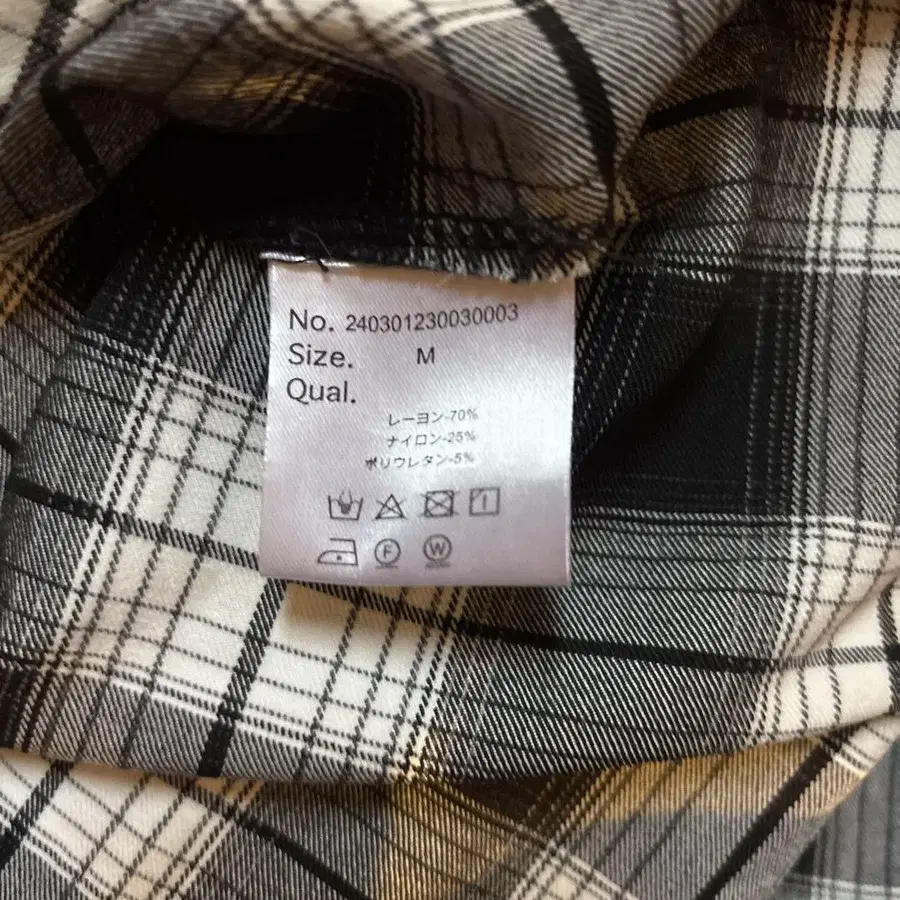 No. 240301230030003
Size. M
Qual.
レーヨン-70%
ナイロン-25%
ポリウレタン-5%
F W